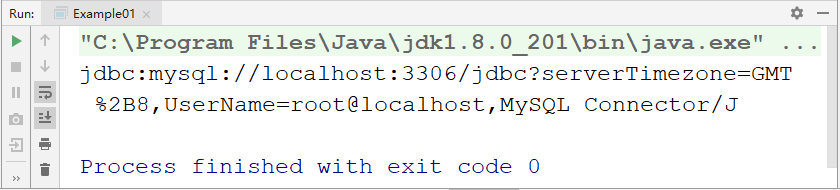 Run: Example01
"C:\Program Files\Java\jdk1.8.0_201\bin\java.exe" ...
jdbc:mysql://localhost:3306/jdbc?serverTimezone=GMT
%2B8,UserName=root@localhost,MySQL Connector/J
Process finished with exit code 0